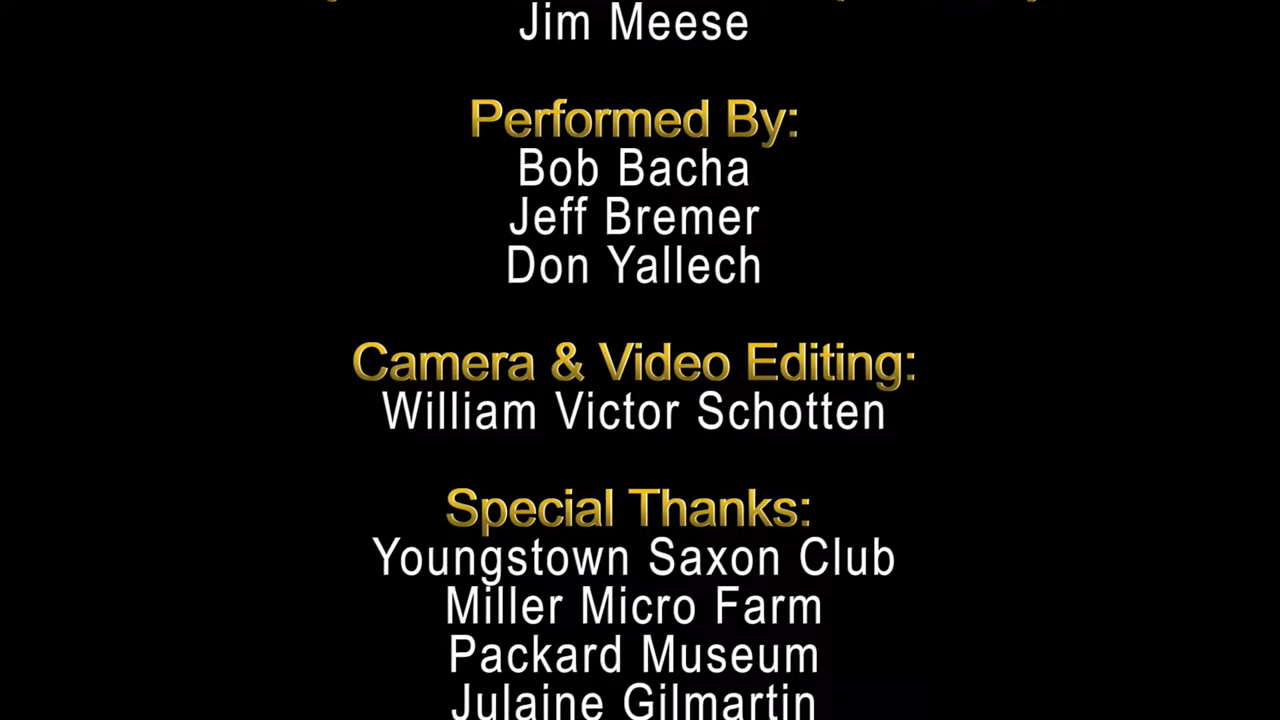 Jim Meese
Performed By:
Bob Bacha
Jeff Bremer
Don Yallech
Camera & Video Editing:
William Victor Schotten
Special Thanks:
Youngstown Saxon Club
Miller Micro Farm
Packard Museum
Julaine Gilmartin